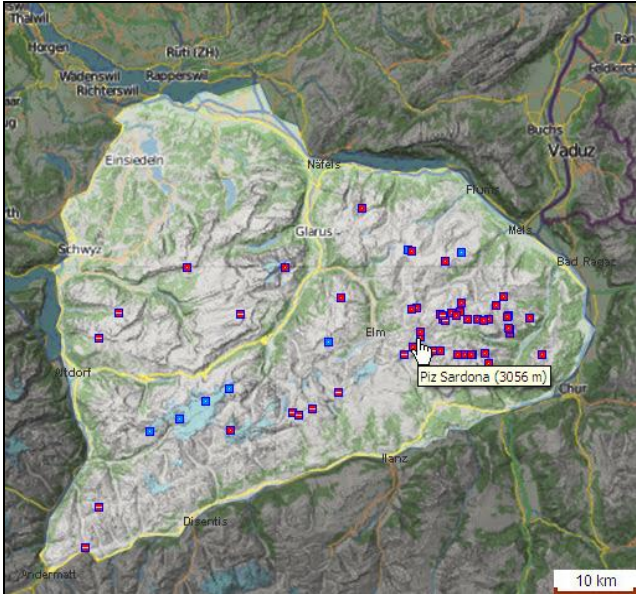 Thalwil
Ran
Horgen
Rüti (ZH)
Feldkirch
Wädenswil
Rapperswil
Richterswil
Buchs
Vaduz
Einsiedeln
Näfels
Flums
Mels
Glarus
Schwyz
Bad Ragaz
Elm
Altdorf
Piz Sardona (3056 m)
Chur
Ilanz
Disentis
Andermatt
10 km